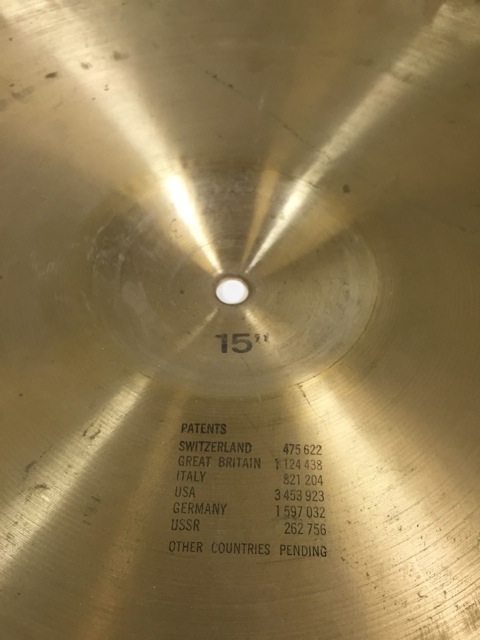 15"
PATENTS
SWITZERLAND 475 622
GREAT BRITAIN 1 124 438
ITALY 821 204
USA 3 453 923
GERMANY 1 597 032
USSR 262 756
OTHER COUNTRIES PENDING